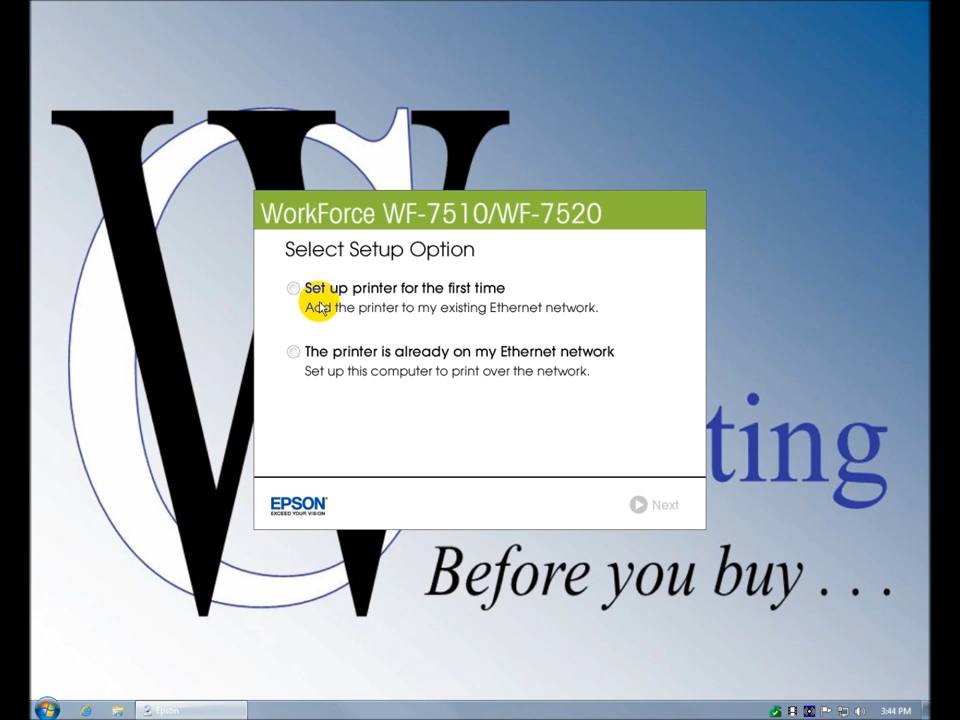 WorkForce WF-7510/WF-7520
Select Setup Option
Set up printer for the first time
Add the printer to my existing Ethernet network.
The printer is already on my Ethernet network
Set up this computer to print over the network.
ting
EPSON
EXCEED YOUR VISION
Next
Before you buy . . .
Epson
3:44 PM